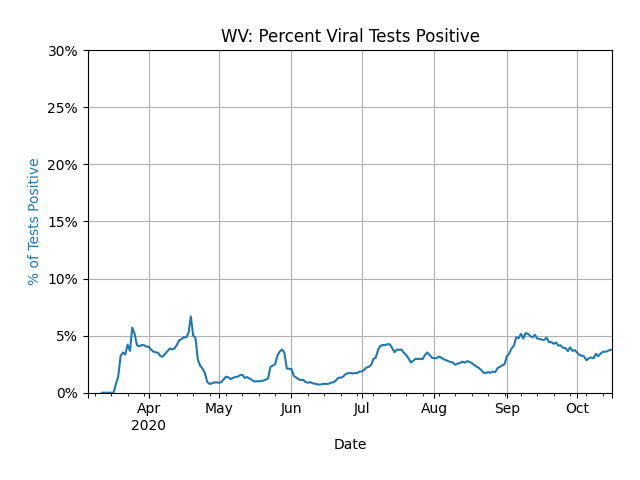 WV: Percent Viral Tests Positive
30%
25%
20%
15%
10%
5%
0%
% of Tests Positive
Apr May Jun Jul Aug Sep Oct
2020
Date